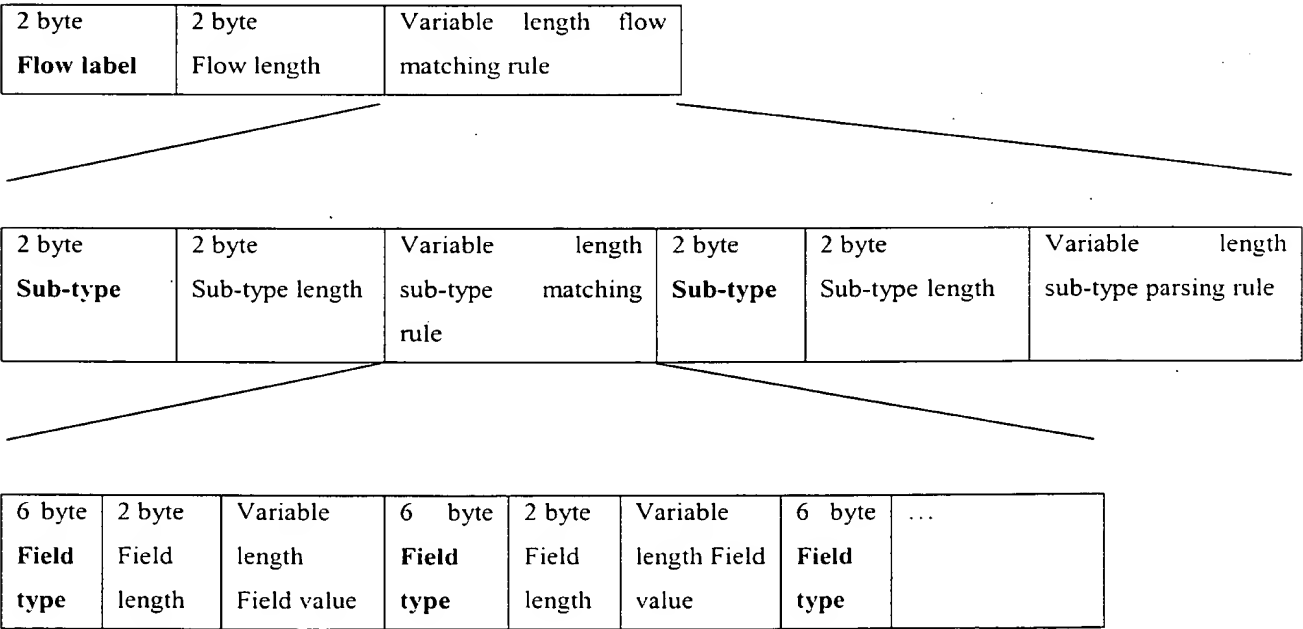 2 byte
Flow label
2 byte
Flow length
Variable length flow
matching rule
2 byte
Sub-type
2 byte
Sub-type length
Variable length
sub-type matching
rule
2 byte
Sub-type
2 byte
Sub-type length
Variable length
sub-type parsing rule
6 byte
Field
type
2 byte
Field
length
Variable
length
Field value
6 byte
Field
type
2 byte
Field
length
Variable
length Field
value
6 byte
Field
type
...